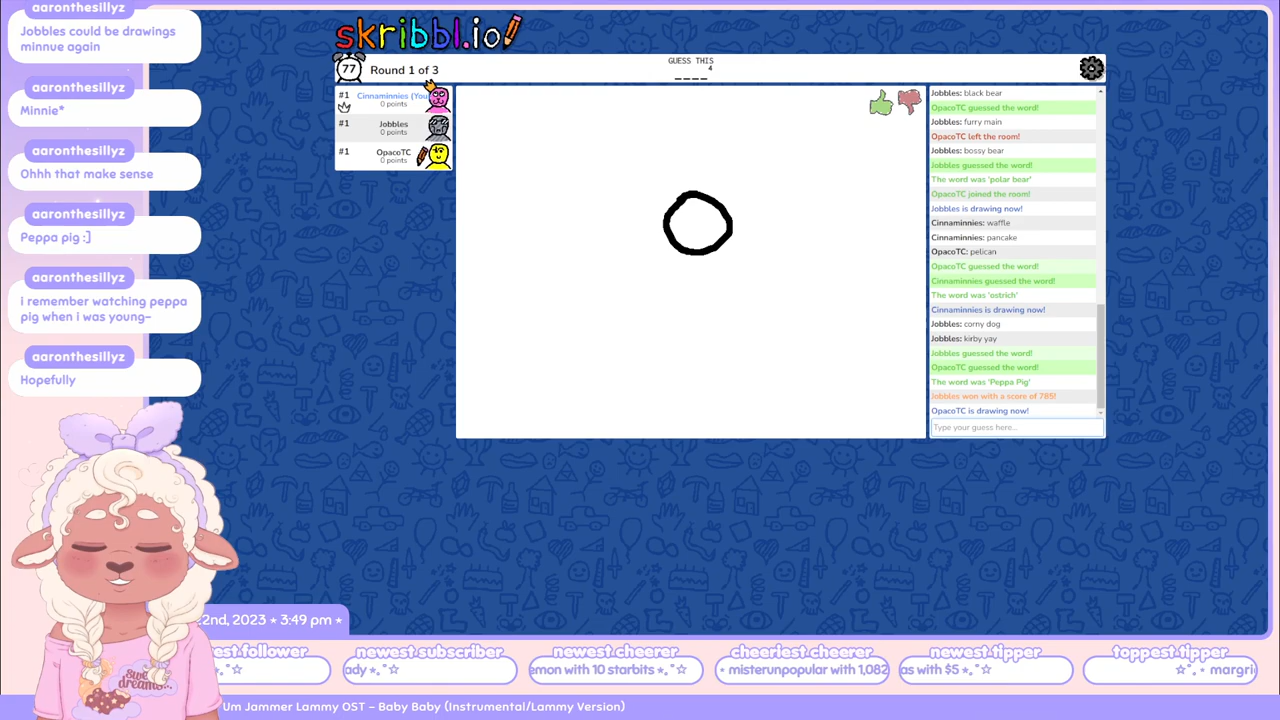 aaronthesillyz
Jobbles could be drawings
minnue again
aaronthesillyz
Minnie*
aaronthesillyz
Ohhh that make sense
aaronthesillyz
Peppa pig :]
aaronthesillyz
i remember watching peppa
pig when i was young-
aaronthesillyz
Hopefully
skribbl.io
77
Round 1 of 3
GUESS THIS
____ 4
#1 Cinnaminnies (You)
0 points
#1 Jobbles
0 points
#1 OpacoTC
0 points
Jobbles: black bear
OpacoTC guessed the word!
Jobbles: furry main
OpacoTC left the room!
Jobbles: bossy bear
Jobbles guessed the word!
The word was 'polar bear'
OpacoTC joined the room!
Jobbles is drawing now!
Cinnaminnies: waffle
Cinnaminnies: pancake
OpacoTC: pelican
OpacoTC guessed the word!
Cinnaminnies guessed the word!
The word was 'ostrich'
Cinnaminnies is drawing now!
Jobbles: corny dog
Jobbles: kirby yay
Jobbles guessed the word!
OpacoTC guessed the word!
The word was 'Peppa Pig'
Jobbles won with a score of 785!
OpacoTC is drawing now!
Type your guess here...
sweet
dreams...
2nd, 2023 ⋆ 3:49 pm ⋆
est follower
newest subscriber
ady ⋆｡˚☆
newest cheerer
emon with 10 starbits ⋆｡˚☆
cheeriest cheerer
⋆ misterunpopular with 1,082
newest tipper
as with $5 ⋆｡˚☆
toppest tipper
☆˚｡⋆ margri
Um Jammer Lammy OST - Baby Baby (Instrumental/Lammy Version)